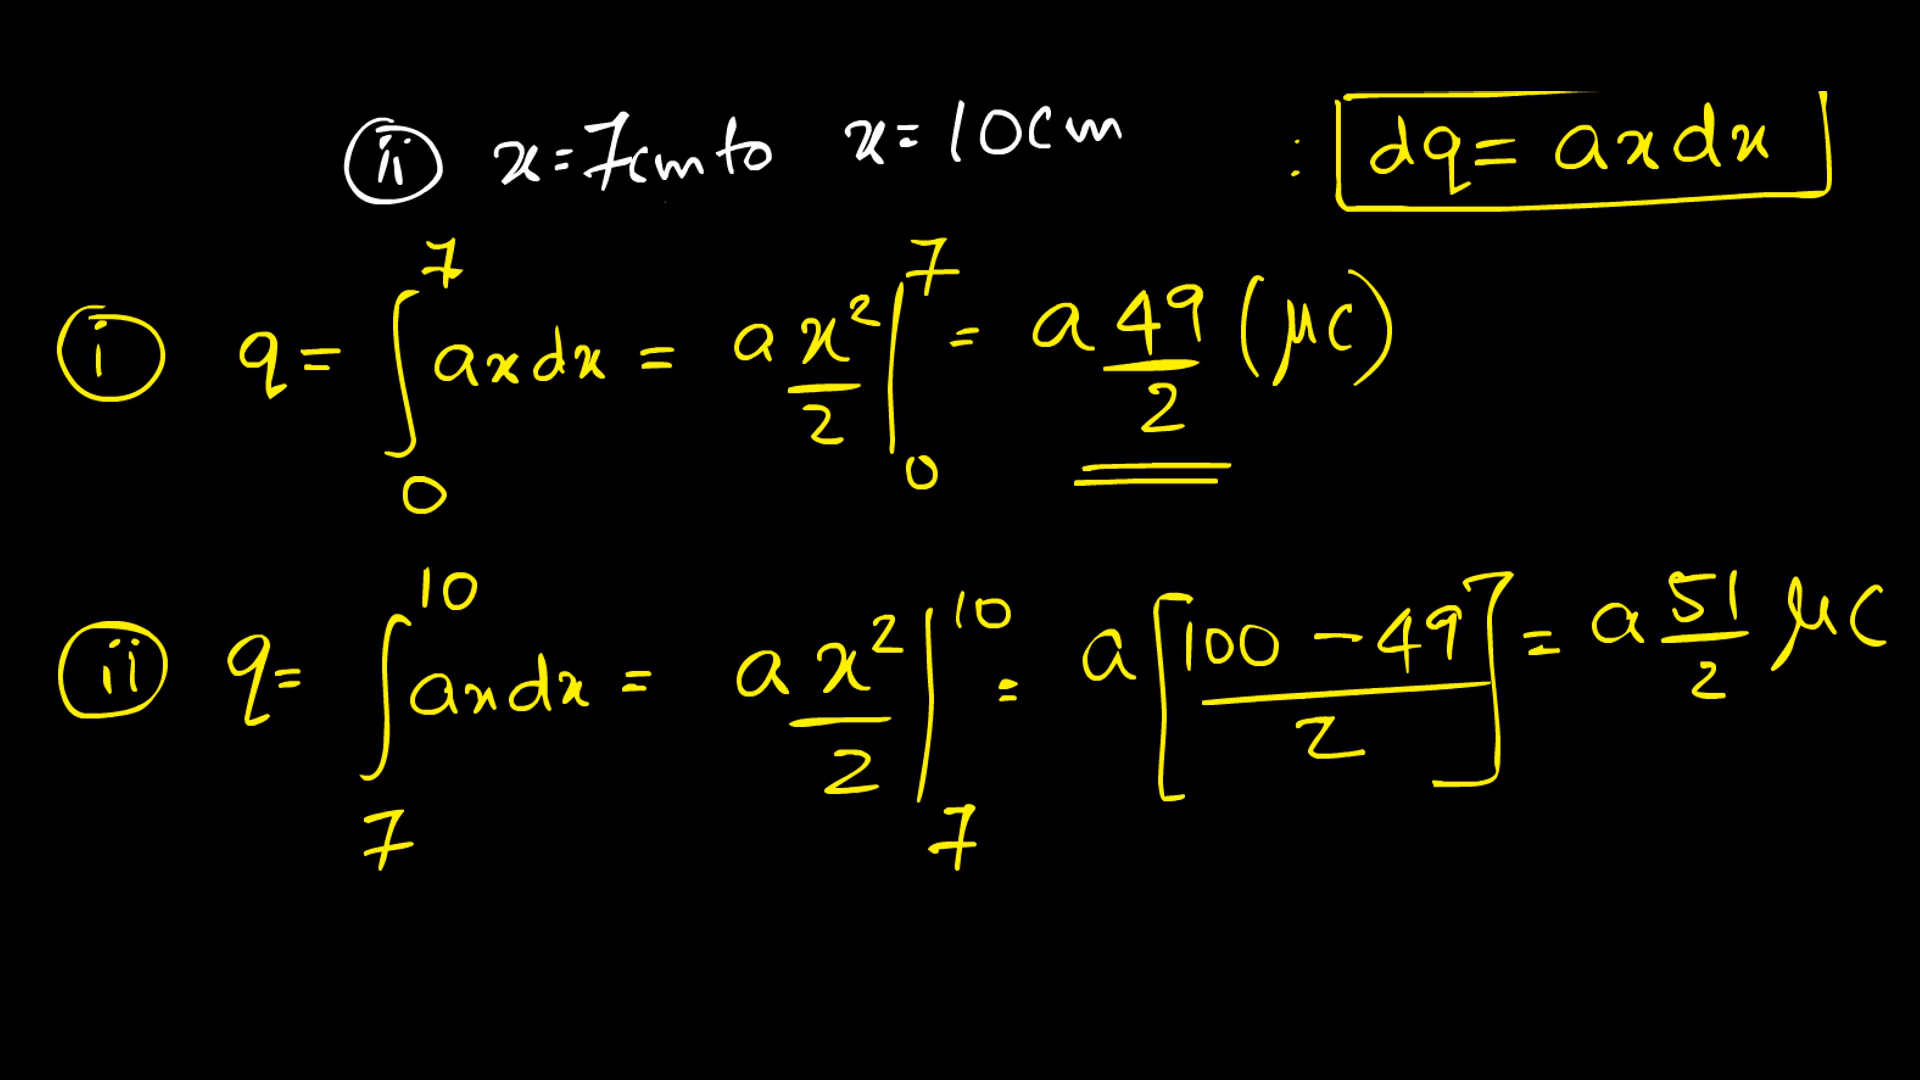 (ii) x=7cm to x=10cm : dq= axdx
(i) q= ∫₀⁷ axdx = a x²/2 |₀⁷ = a 49/2 (μC)
(ii) q= ∫₇¹⁰ axdx = a x²/2 |₇¹⁰ = a[100-49/2] = a 51/2 μC